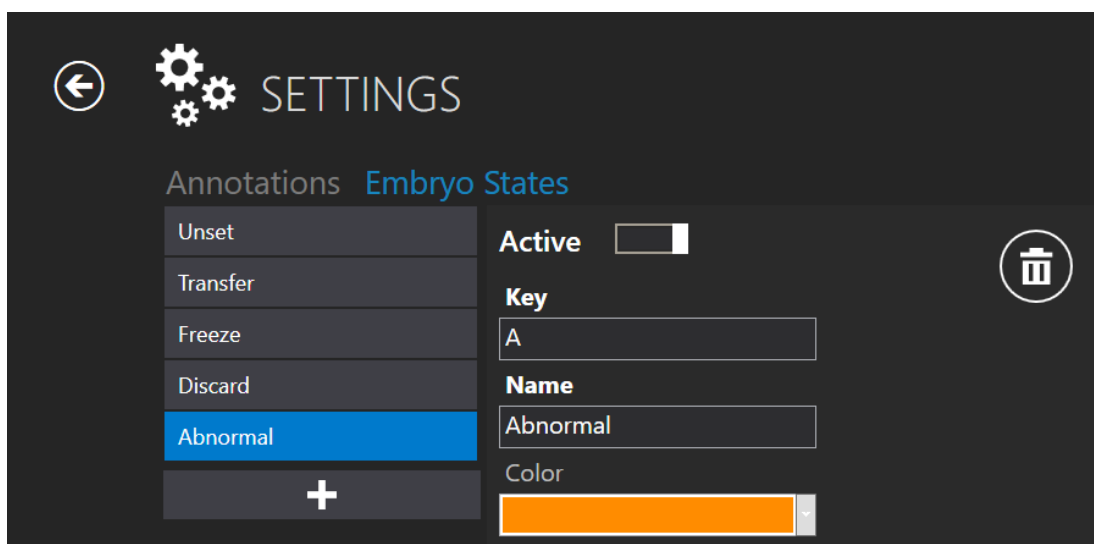 SETTINGS
Annotations Embryo States
Unset
Transfer
Freeze
Discard
Abnormal
Active
Key
A
Name
Abnormal
Color